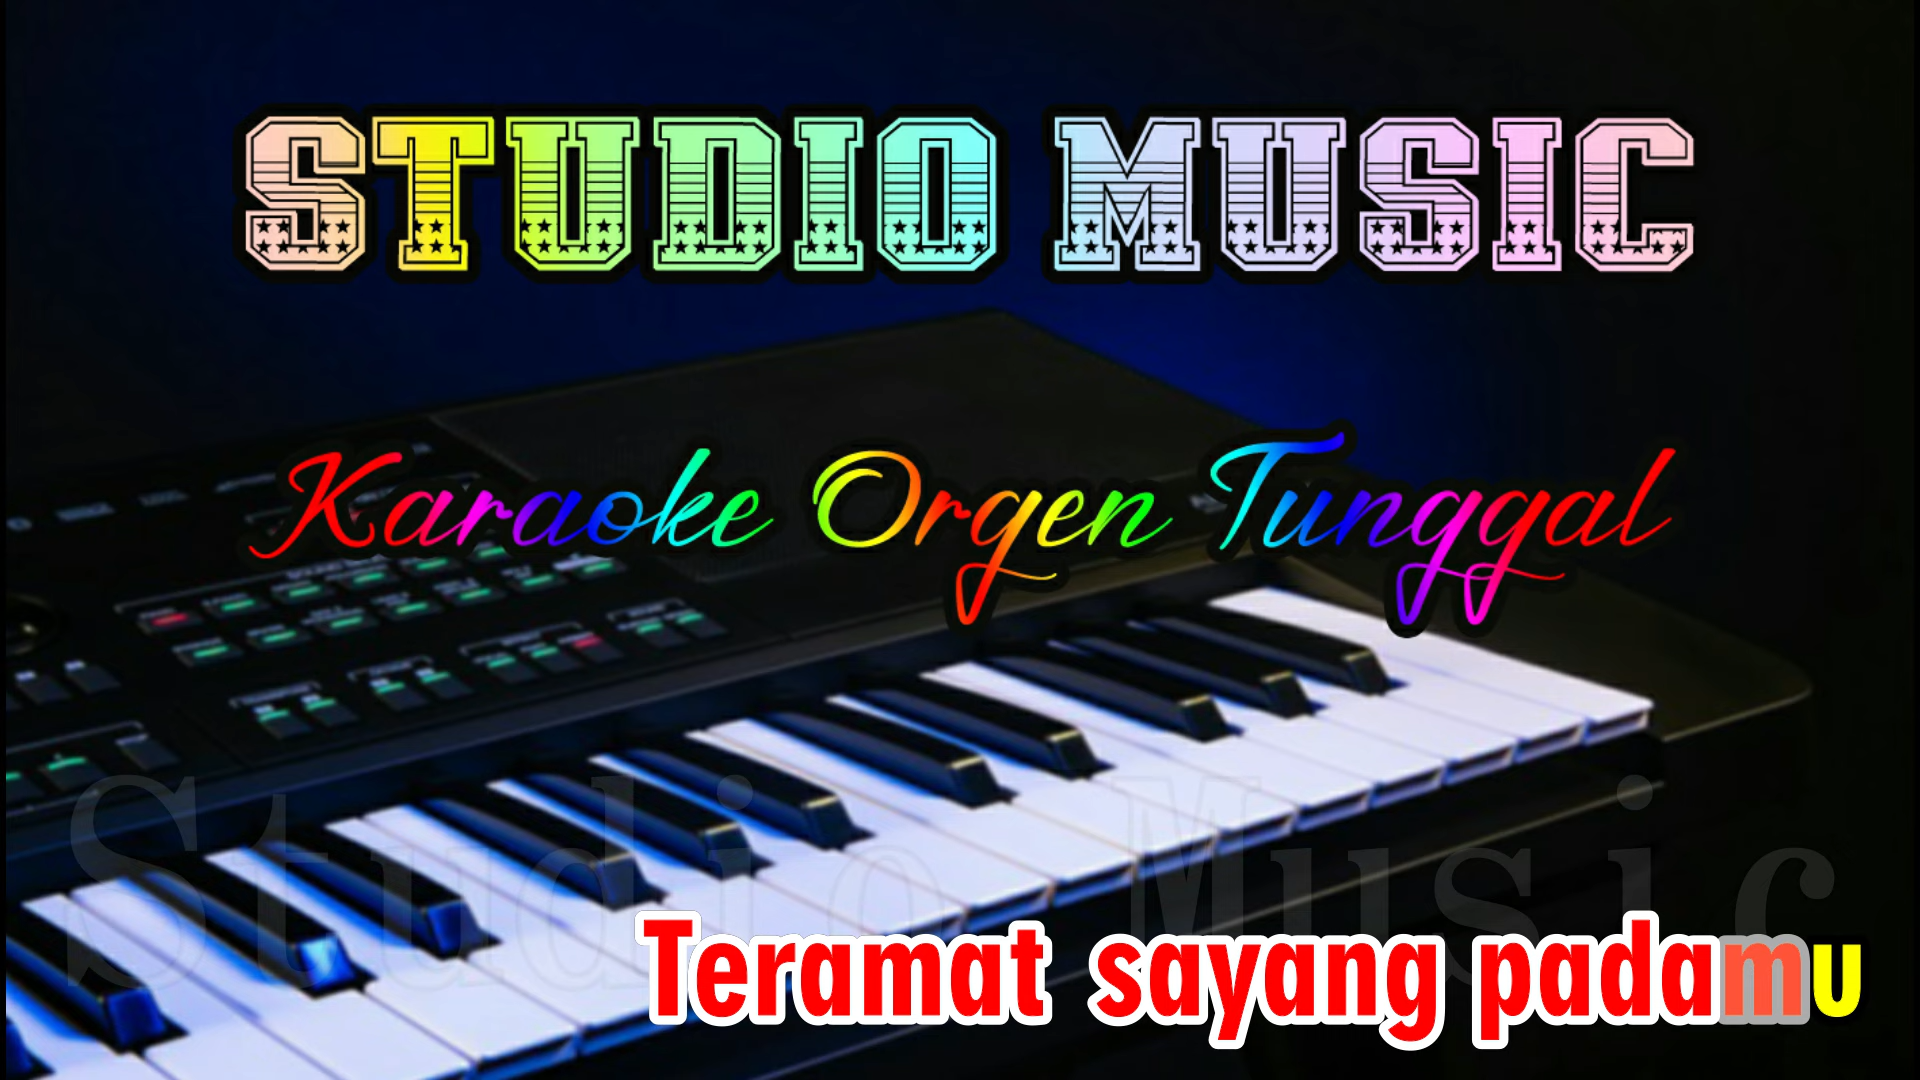 STUDIO MUSIC
Karaoke Orgen Tunggal
Studio Music
Teramat sayang padamu